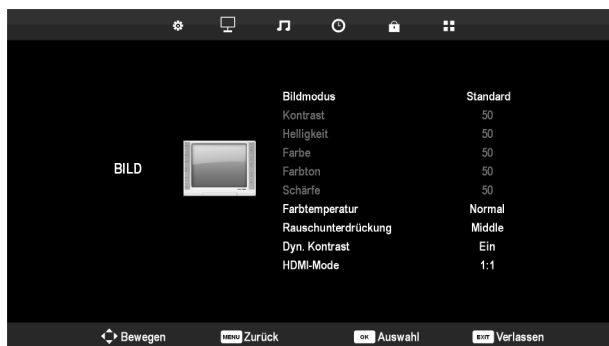 BILD
Bildmodus Standard
Kontrast 50
Helligkeit 50
Farbe 50
Farbton 50
Schärfe 50
Farbtemperatur Normal
Rauschunterdrückung Middle
Dyn. Kontrast Ein
HDMI-Mode 1:1
Bewegen MENU Zurück OK Auswahl EXIT Verlassen